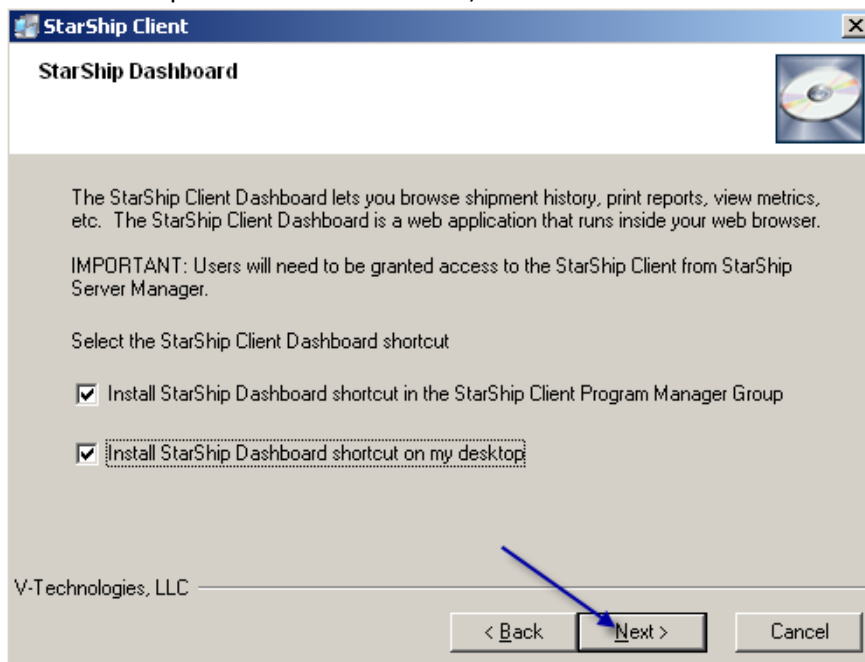 StarShip Client
StarShip Dashboard
The StarShip Client Dashboard lets you browse shipment history, print reports, view metrics,
etc. The StarShip Client Dashboard is a web application that runs inside your web browser.
IMPORTANT: Users will need to be granted access to the StarShip Client from StarShip
Server Manager.
Select the StarShip Client Dashboard shortcut
Install StarShip Dashboard shortcut in the StarShip Client Program Manager Group
Install StarShip Dashboard shortcut on my desktop
V-Technologies, LLC
< Back Next > Cancel